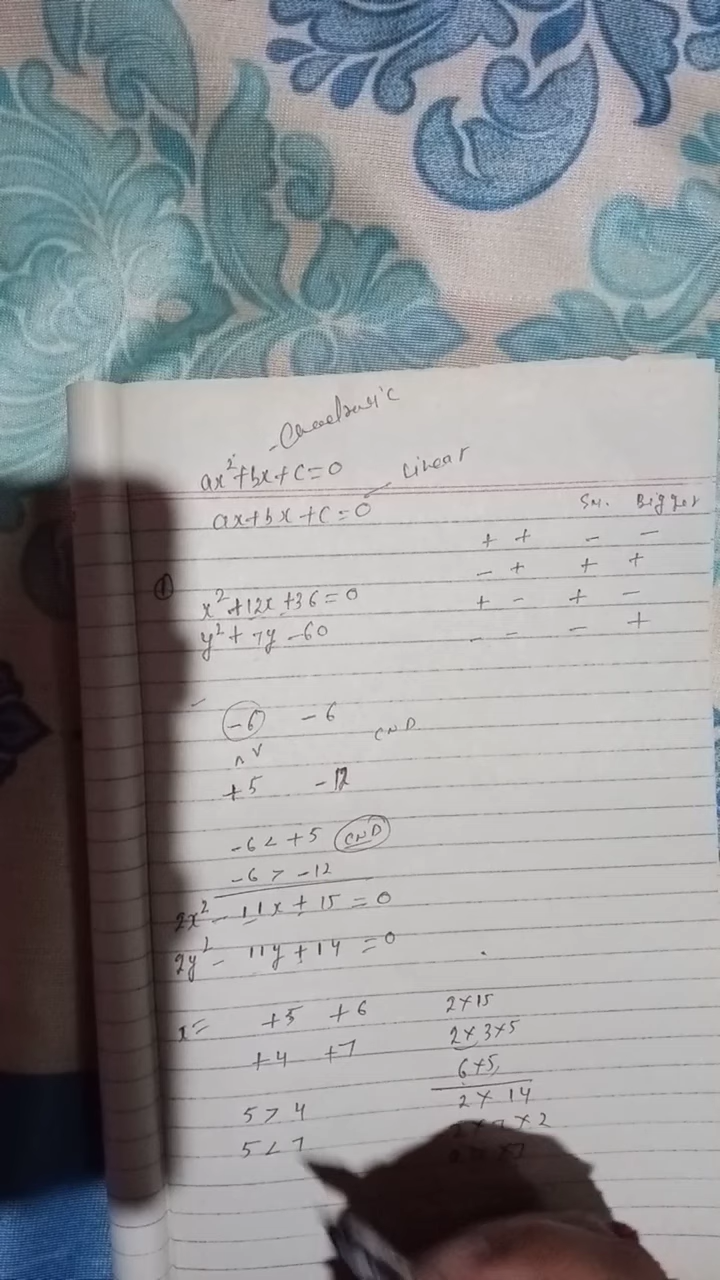 ax²+bx+c=0
Linear
ax+bx+c=0
Sm. Bigger
+ + - -
- + + +
① x²+12x+36=0
+ - + -
y²+7y-60
- - - +
-6 -6
CND
+5 -12
-6 < +5 CND
-6 > -12
2x²-11x+15=0
2y²-11y+14=0
x= +5 +6
2×15
+4 +7
2×3×5
6×5
5>4
2×14
5<7